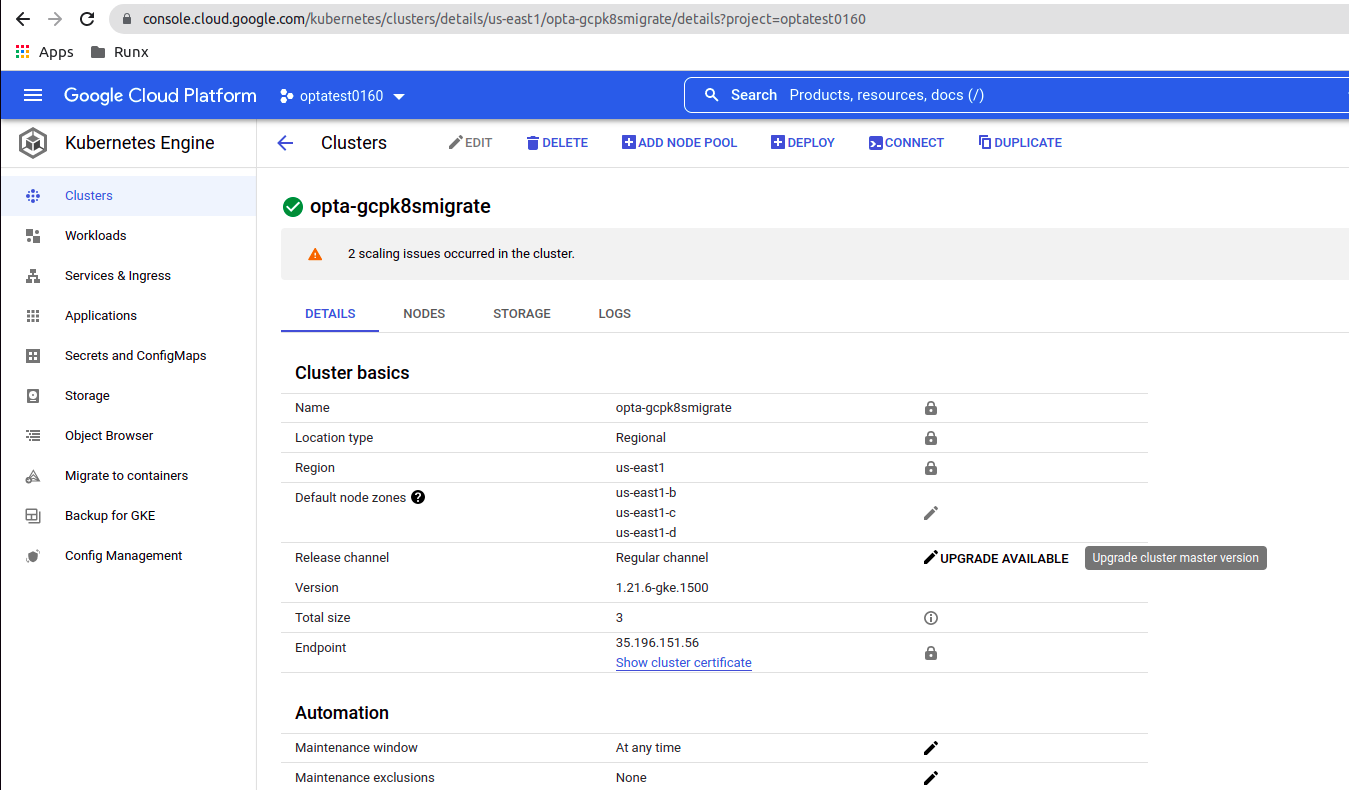 console.cloud.google.com/kubernetes/clusters/details/us-east1/opta-gcpk8smigrate/details?project=optatest0160
Apps Runx
Google Cloud Platform optatest0160 Search Products, resources, docs (/)
Kubernetes Engine Clusters EDIT DELETE ADD NODE POOL DEPLOY CONNECT DUPLICATE
Clusters
Workloads
Services & Ingress
Applications
Secrets and ConfigMaps
Storage
Object Browser
Migrate to containers
Backup for GKE
Config Management
opta-gcpk8smigrate
2 scaling issues occurred in the cluster.
DETAILS NODES STORAGE LOGS
Cluster basics
Name opta-gcpk8smigrate
Location type Regional
Region us-east1
Default node zones ? us-east1-b
us-east1-c
us-east1-d
Release channel Regular channel UPGRADE AVAILABLE Upgrade cluster master version
Version 1.21.6-gke.1500
Total size 3
Endpoint 35.196.151.56
Show cluster certificate
Automation
Maintenance window At any time
Maintenance exclusions None